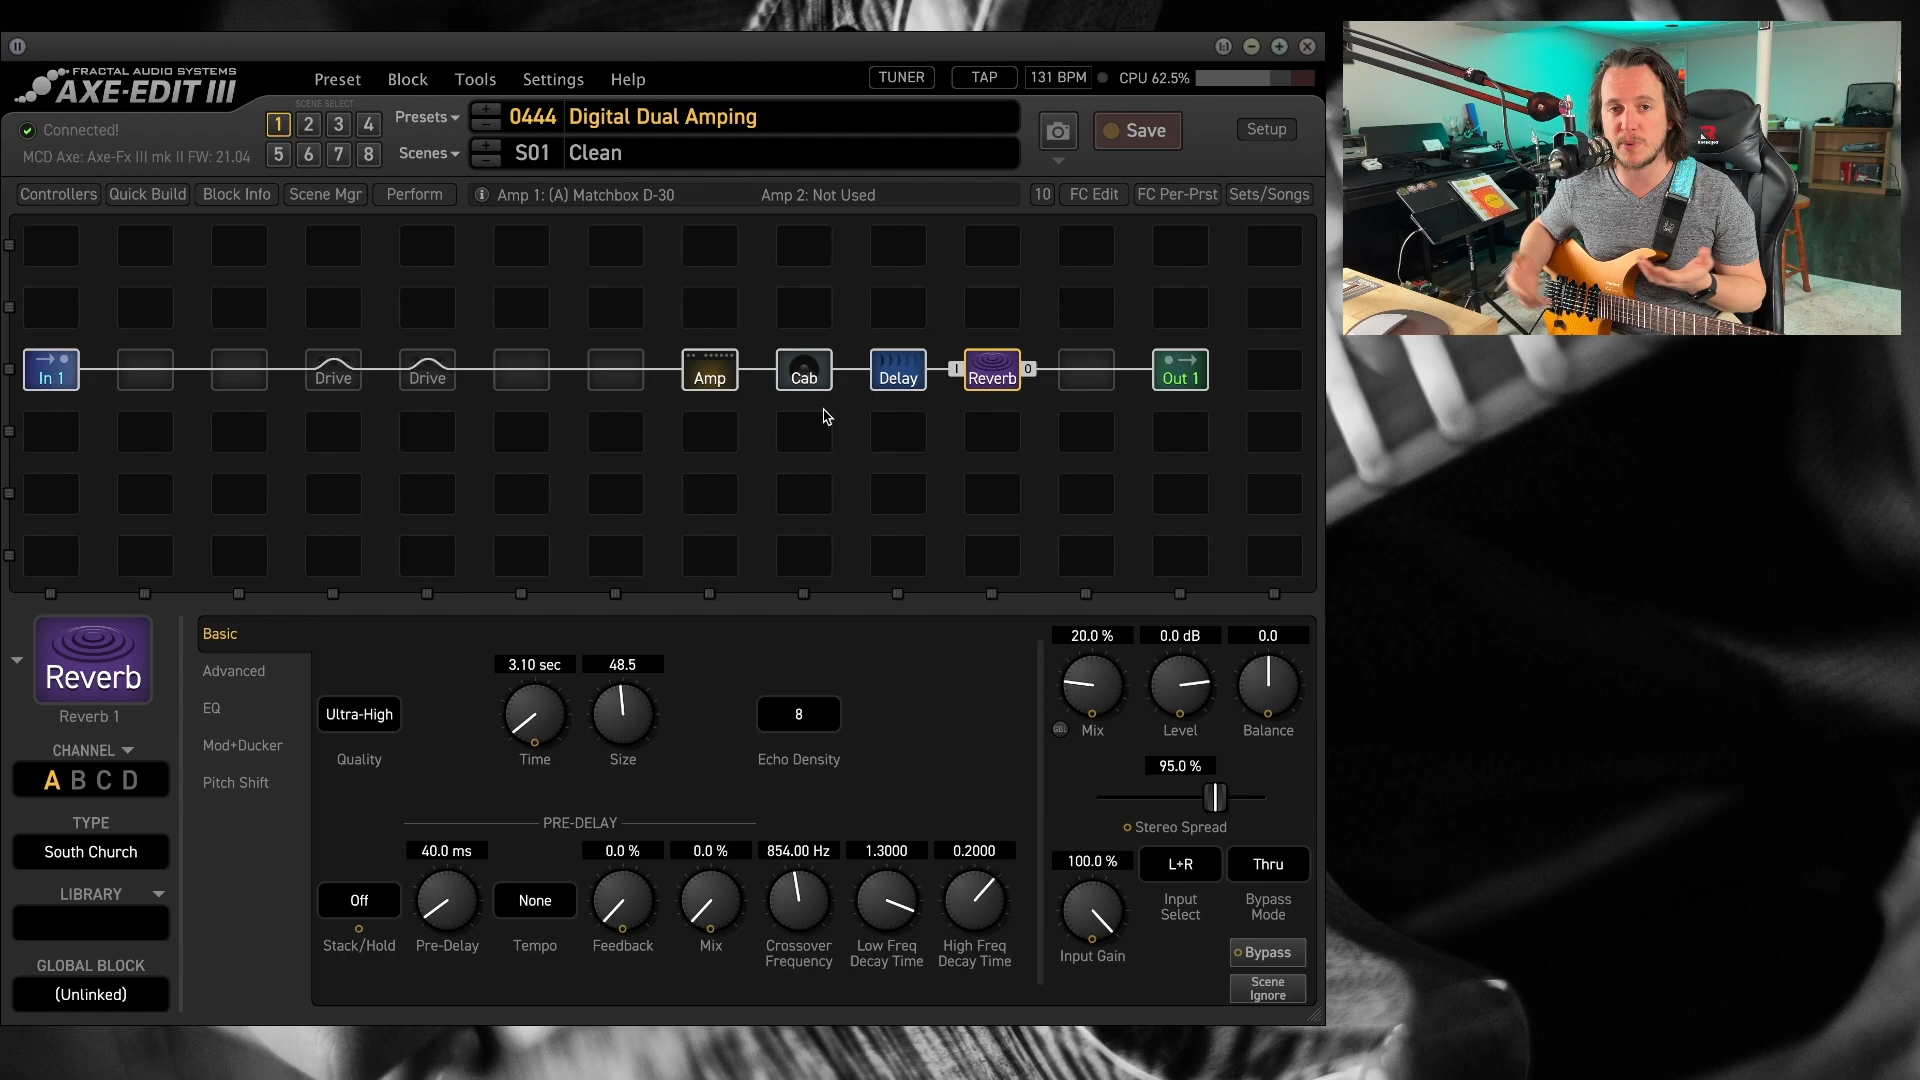 FRACTAL AUDIO SYSTEMS
AXE-EDIT III
Preset Block Tools Settings Help
TUNER TAP 131 BPM CPU 62.5%
Connected!
MCD Axe: Axe-Fx III mk II FW: 21.04
SCENE SELECT
1 2 3 4
5 6 7 8
Presets + - 0444 Digital Dual Amping
Scenes + - S01 Clean
Save
Setup
Controllers Quick Build Block Info Scene Mgr Perform
Amp 1: (A) Matchbox D-30 Amp 2: Not Used
10 FC Edit FC Per-Prst Sets/Songs
In 1 Drive Drive Amp Cab Delay I Reverb O Out 1
Reverb
Reverb 1
CHANNEL
A B C D
TYPE
South Church
LIBRARY
GLOBAL BLOCK
(Unlinked)
Basic
Advanced
EQ
Mod+Ducker
Pitch Shift
3.10 sec 48.5
Ultra-High 8
Quality Time Size Echo Density
PRE-DELAY
40.0 ms 0.0 % 0.0 % 854.00 Hz 1.3000 0.2000
Off None
Stack/Hold Pre-Delay Tempo Feedback Mix Crossover Frequency Low Freq Decay Time High Freq Decay Time
20.0 % 0.0 dB 0.0
GBL Mix Level Balance
95.0 %
Stereo Spread
100.0 % L+R Thru
Input Gain Input Select Bypass Mode
Bypass
Scene Ignore